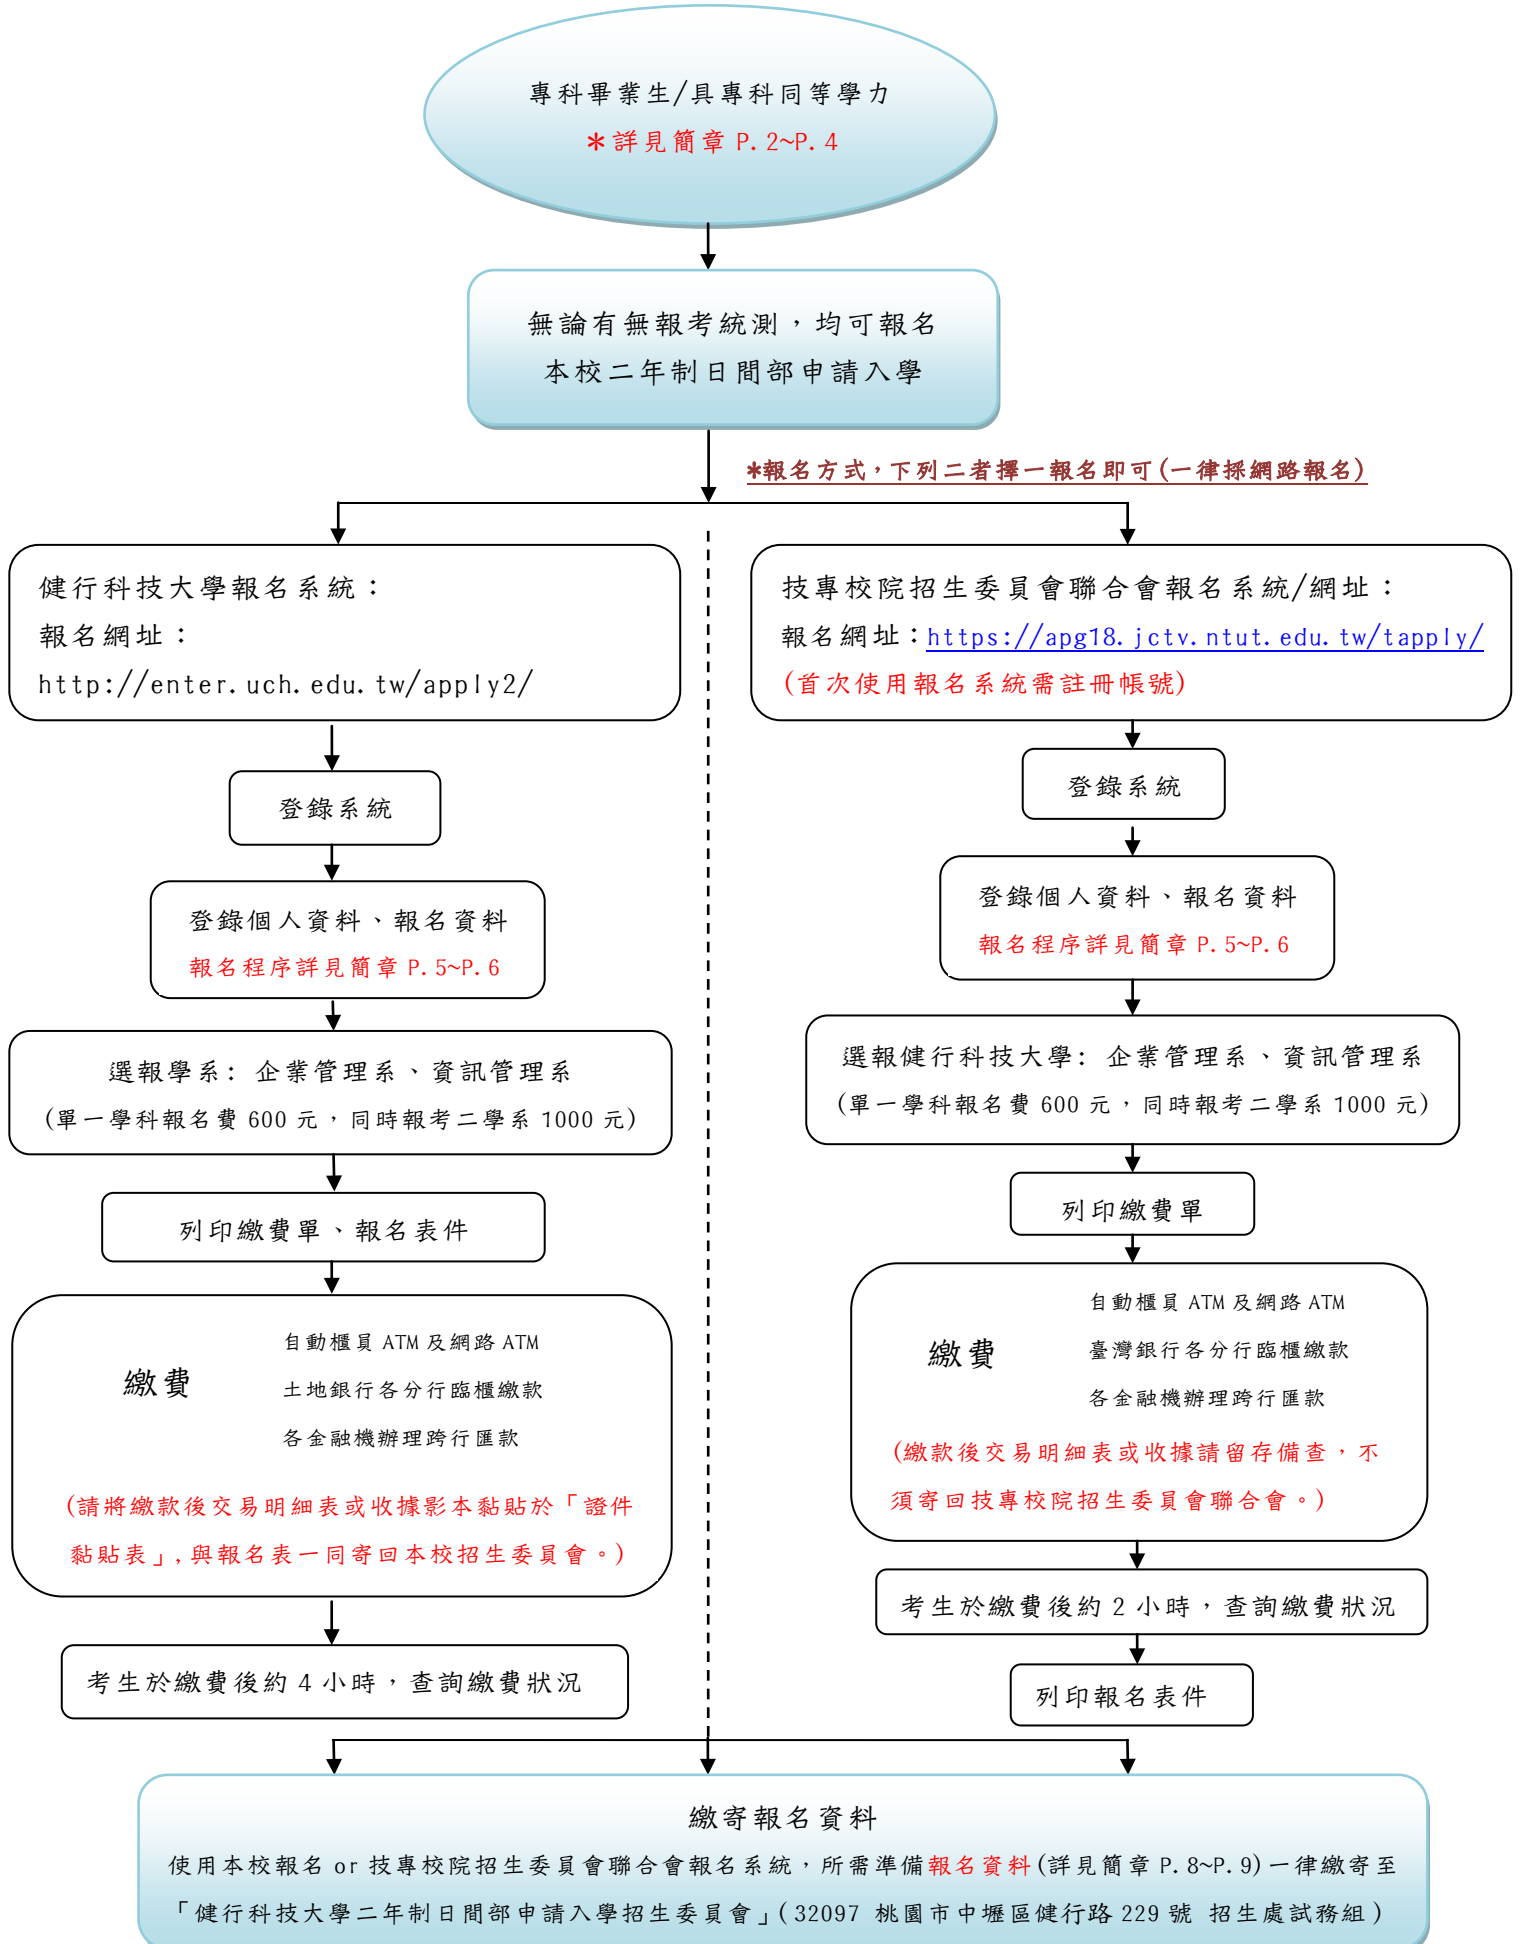 專科畢業生/具專科同等學力
＊詳見簡章 P.2~P.4
無論有無報考統測，均可報名
本校二年制日間部申請入學
*報名方式，下列二者擇一報名即可(一律採網路報名)
健行科技大學報名系統：
報名網址：
http://enter.uch.edu.tw/apply2/
登錄系統
登錄個人資料、報名資料
報名程序詳見簡章 P.5~P.6
選報學系: 企業管理系、資訊管理系
(單一學科報名費 600 元，同時報考二學系 1000 元)
列印繳費單、報名表件
繳費
自動櫃員 ATM 及網路 ATM
土地銀行各分行臨櫃繳款
各金融機辦理跨行匯款
(請將繳款後交易明細表或收據影本黏貼於「證件
黏貼表」,與報名表一同寄回本校招生委員會。)
考生於繳費後約 4 小時，查詢繳費狀況
技專校院招生委員會聯合會報名系統/網址：
報名網址：https://apg18.jctv.ntut.edu.tw/tapply/
(首次使用報名系統需註冊帳號)
登錄系統
登錄個人資料、報名資料
報名程序詳見簡章 P.5~P.6
選報健行科技大學: 企業管理系、資訊管理系
(單一學科報名費 600 元，同時報考二學系 1000 元)
列印繳費單
繳費
自動櫃員 ATM 及網路 ATM
臺灣銀行各分行臨櫃繳款
各金融機辦理跨行匯款
(繳款後交易明細表或收據請留存備查，不
須寄回技專校院招生委員會聯合會。)
考生於繳費後約 2 小時，查詢繳費狀況
列印報名表件
繳寄報名資料
使用本校報名 or 技專校院招生委員會聯合會報名系統，所需準備報名資料(詳見簡章 P.8~P.9)一律繳寄至
「健行科技大學二年制日間部申請入學招生委員會」(32097 桃園市中壢區健行路 229 號 招生處試務組)